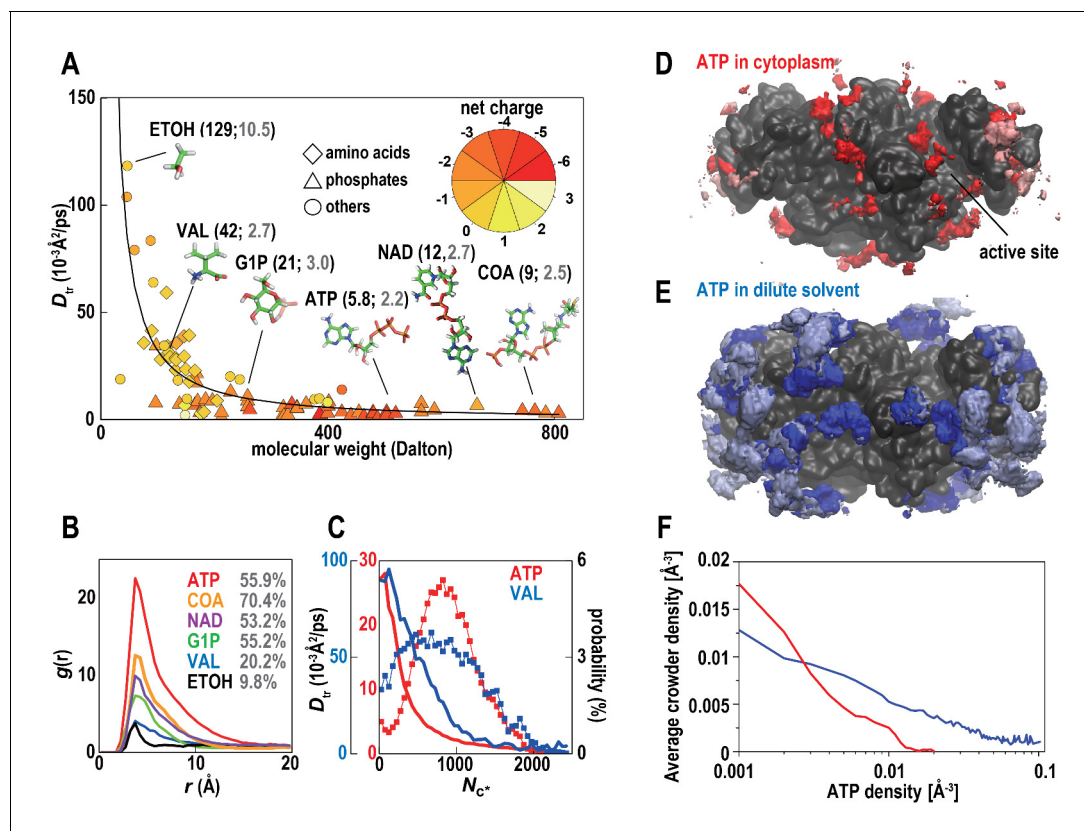 A
150
100
50
0
D_tr (10⁻³Å²/ps)
0
200
400
600
800
molecular weight (Dalton)
ETOH (129;10.5)
VAL (42; 2.7)
G1P (21; 3.0)
ATP (5.8; 2.2)
NAD (12,2.7)
COA (9; 2.5)
amino acids
phosphates
others
net charge
-4
-3
-5
-2
-6
-1
3
0
1
2
B
g(r)
20
10
0
0
10
20
r (Å)
ATP 55.9%
COA 70.4%
NAD 53.2%
G1P 55.2%
VAL 20.2%
ETOH 9.8%
C
D_tr (10⁻³Å²/ps)
100
50
0
30
20
10
0
0
1000
2000
N_c*
6
3
0
probability (%)
ATP
VAL
D ATP in cytoplasm
active site
E ATP in dilute solvent
F
Average crowder density [Å⁻³]
0.02
0.015
0.01
0.005
0
0.001
0.01
0.1
ATP density [Å⁻³]